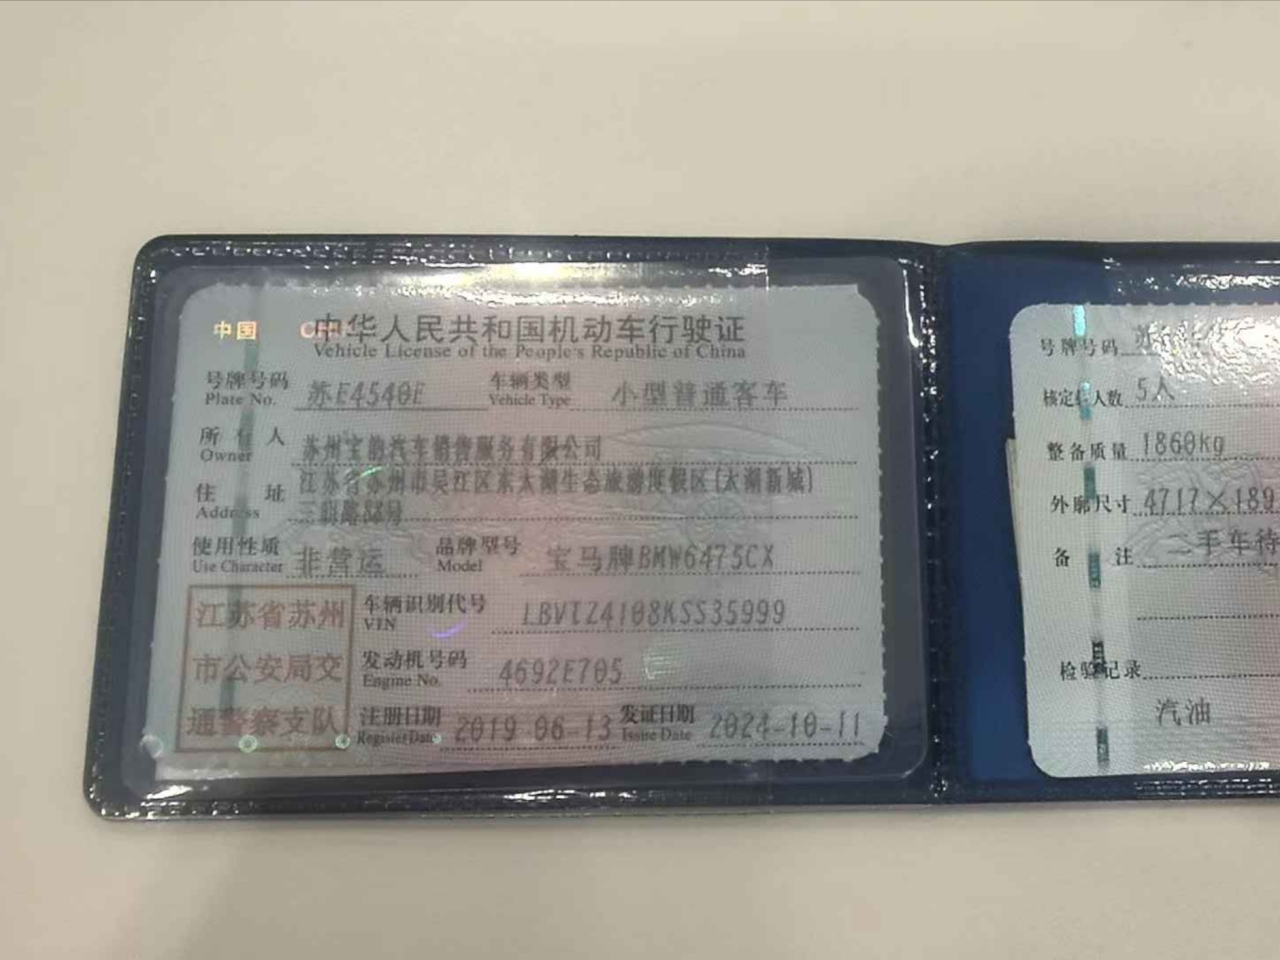 中国
中华人民共和国机动车行驶证
Vehicle License of the People's Republic of China
号牌号码 苏E4540E 车辆类型 小型普通客车
Plate No. Vehicle Type
所有人 苏州宝韵汽车销售服务有限公司
Owner
住址 江苏省苏州市吴江区东太湖生态旅游度假区(太湖新城)
Address 三联路88号
使用性质 非营运 品牌型号 宝马牌BMW6475CX
Use Character Model
江苏省苏州
市公安局交
通警察支队
车辆识别代号 LBVTZ4108KSS35999
VIN
发动机号码 4692E705
Engine No.
注册日期 2019-06-13 发证日期 2024-10-11
Register Date Issue Date
号牌号码 苏
核定人数 5人
整备质量 1860kg
外廓尺寸 4717×189
备注 二手车待
检验记录
汽油